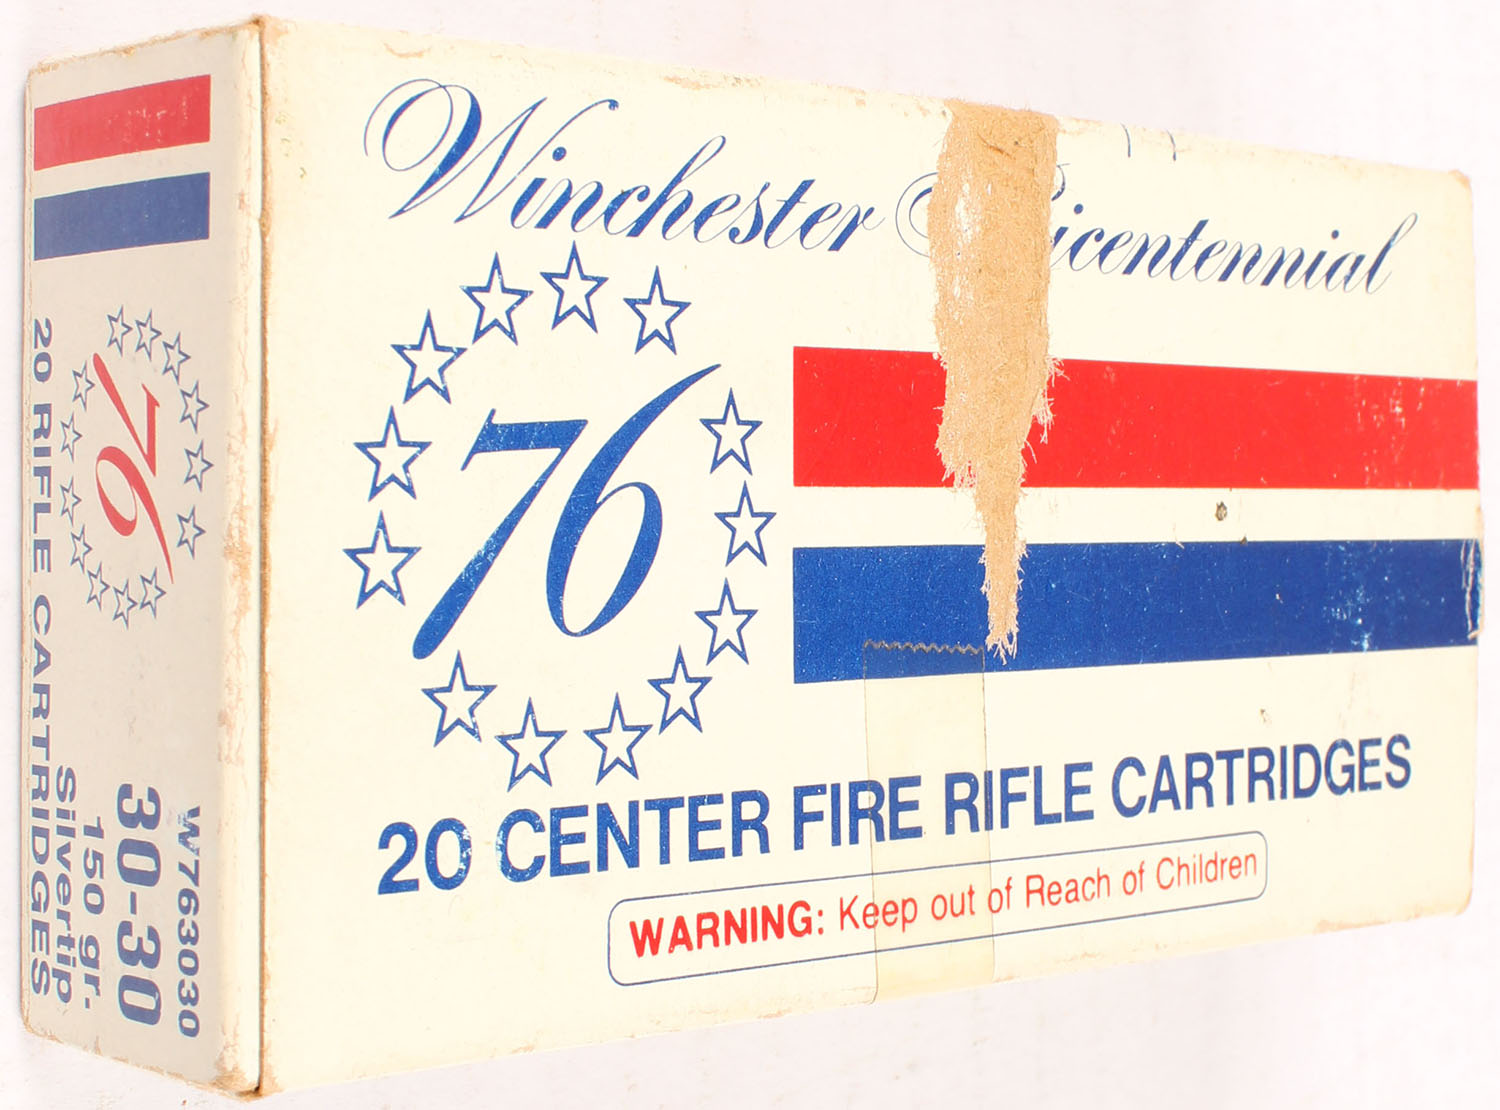 Winchester Bicentennial
76
20 CENTER FIRE RIFLE CARTRIDGES
WARNING: Keep out of Reach of Children
76
W763030
30-30
150 gr.
Silvertip
20 RIFLE CARTRIDGES